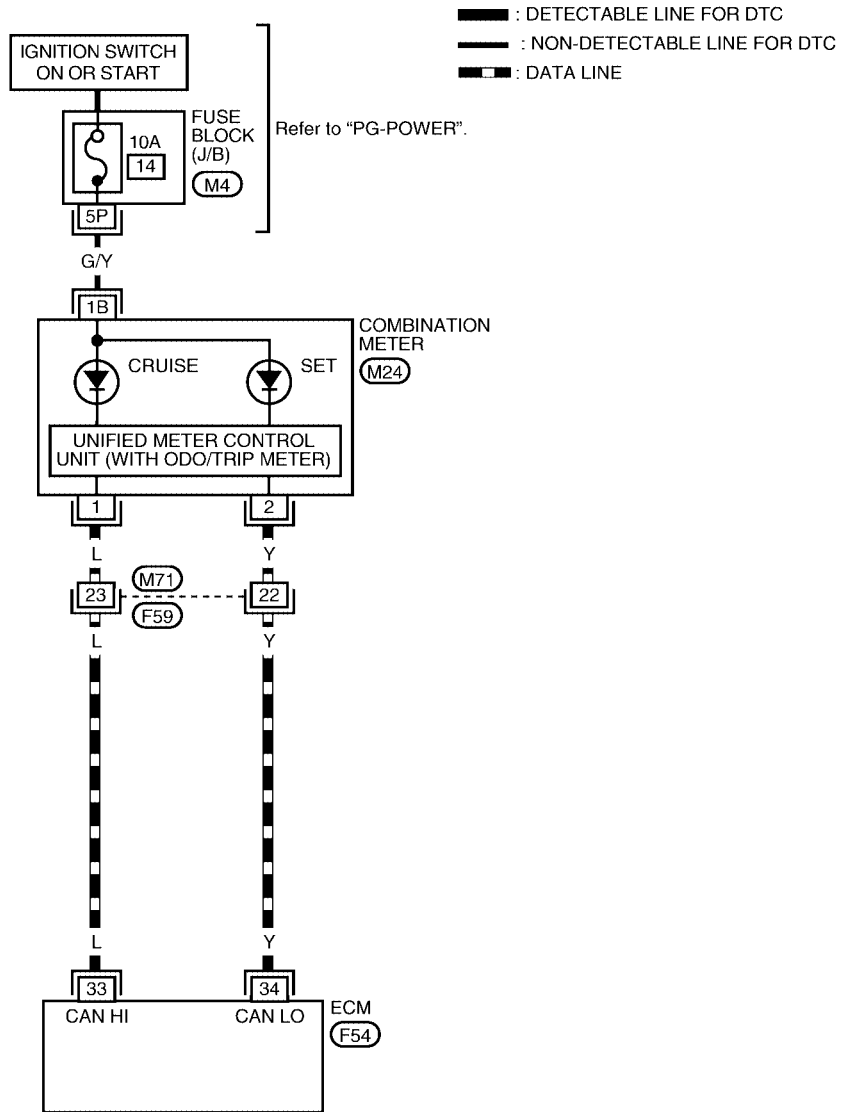 : DETECTABLE LINE FOR DTC
: NON-DETECTABLE LINE FOR DTC
: DATA LINE
IGNITION SWITCH
ON OR START
FUSE
BLOCK
(J/B)
M4
10A
14
Refer to “PG-POWER”.
5P
G/Y
1B
COMBINATION
METER
M24
CRUISE
SET
UNIFIED METER CONTROL
UNIT (WITH ODO/TRIP METER)
1
2
L
Y
23
M71
22
F59
L
Y
L
Y
33
34
CAN HI
CAN LO
ECM
F54